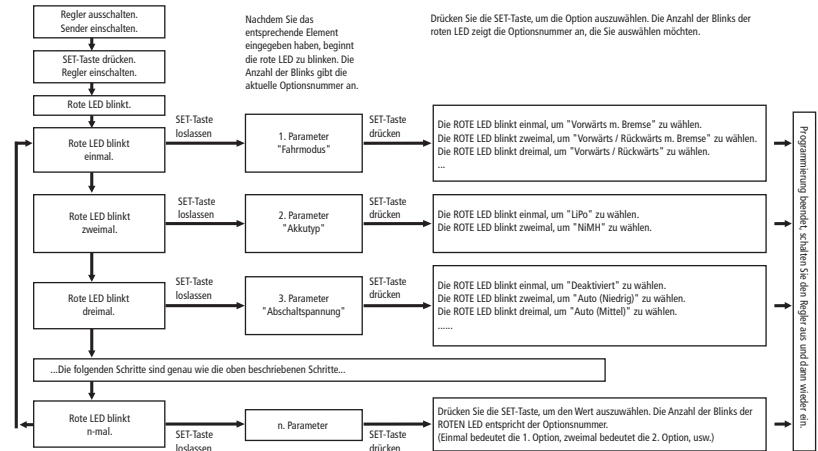 Regler ausschalten.
Sender einschalten.
Nachdem Sie das
entsprechende Element
eingegeben haben, beginnt
die rote LED zu blinken. Die
Anzahl der Blinks gibt die
aktuelle Optionsnummer an.
Drücken Sie die SET-Taste, um die Option auszuwählen. Die Anzahl der Blinks der
roten LED zeigt die Optionsnummer an, die Sie auswählen möchten.
SET-Taste drücken.
Regler einschalten.
Rote LED blinkt.
Rote LED blinkt
einmal.
SET-Taste
loslassen
1. Parameter
"Fahrmodus"
SET-Taste
drücken
Die ROTE LED blinkt einmal, um "Vorwärts m. Bremse" zu wählen.
Die ROTE LED blinkt zweimal, um "Vorwärts / Rückwärts m. Bremse" zu wählen.
Die ROTE LED blinkt dreimal, um "Vorwärts / Rückwärts" zu wählen.
...
Rote LED blinkt
zweimal.
SET-Taste
loslassen
2. Parameter
"Akkutyp"
SET-Taste
drücken
Die ROTE LED blinkt einmal, um "LiPo" zu wählen.
Die ROTE LED blinkt zweimal, um "NiMH" zu wählen.
Rote LED blinkt
dreimal.
SET-Taste
loslassen
3. Parameter
"Abschaltspannung"
SET-Taste
drücken
Die ROTE LED blinkt einmal, um "Deaktiviert" zu wählen.
Die ROTE LED blinkt zweimal, um "Auto (Niedrig)" zu wählen.
Die ROTE LED blinkt dreimal, um "Auto (Mittel)" zu wählen.
......
...Die folgenden Schritte sind genau wie die oben beschriebenen Schritte...
Rote LED blinkt
n-mal.
SET-Taste
loslassen
n. Parameter
SET-Taste
drücken
Drücken Sie die SET-Taste, um den Wert auszuwählen. Die Anzahl der Blinks der
ROTEN LED entspricht der Optionsnummer.
(Einmal bedeutet die 1. Option, zweimal bedeutet die 2. Option, usw.)
Programmierung beendet, schalten Sie den Regler aus und dann wieder ein.